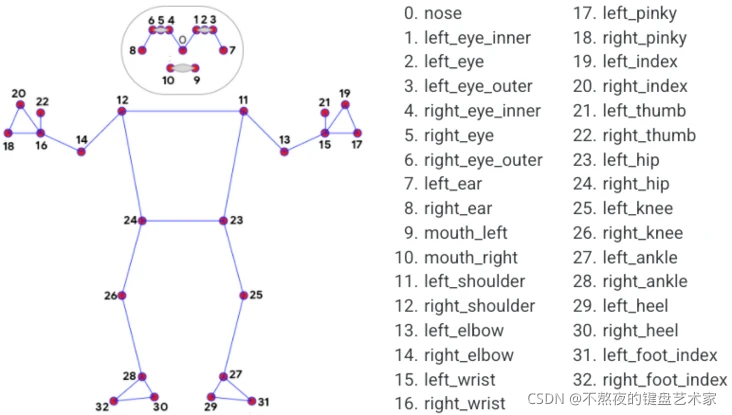 6 5 4 1 2 3
0
8 7
10 9
20 22 12 11 21 19
18 16 14 13 15 17
24 23
26 25
28 27
32 30 29 31
0. nose
1. left_eye_inner
2. left_eye
3. left_eye_outer
4. right_eye_inner
5. right_eye
6. right_eye_outer
7. left_ear
8. right_ear
9. mouth_left
10. mouth_right
11. left_shoulder
12. right_shoulder
13. left_elbow
14. right_elbow
15. left_wrist
16. right_wrist
17. left_pinky
18. right_pinky
19. left_index
20. right_index
21. left_thumb
22. right_thumb
23. left_hip
24. right_hip
25. left_knee
26. right_knee
27. left_ankle
28. right_ankle
29. left_heel
30. right_heel
31. left_foot_index
32. right_foot_index
CSDN @不熬夜的键盘艺术家